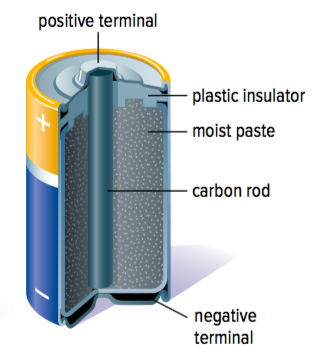 positive terminal
plastic insulator
moist paste
+
carbon rod
−
negative
terminal